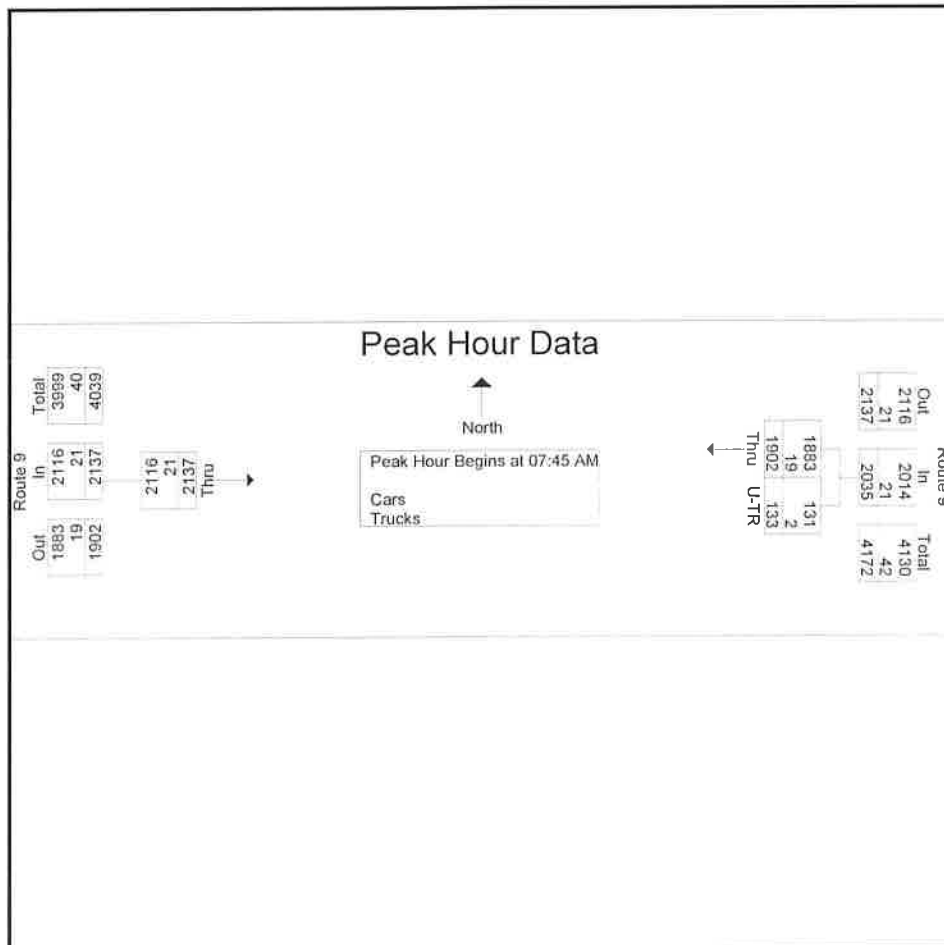 Peak Hour Data
North
Peak Hour Begins at 07:45 AM
Cars
Trucks
Route 9
Out In Total
1883 2116 3999
19 21 40
1902 2137 4039
2116
21
2137
Thru
Route 9
Out In Total
2116 2014 4130
21 21 42
2137 2035 4172
1883 131
19 2
1902 133
Thru U-TR